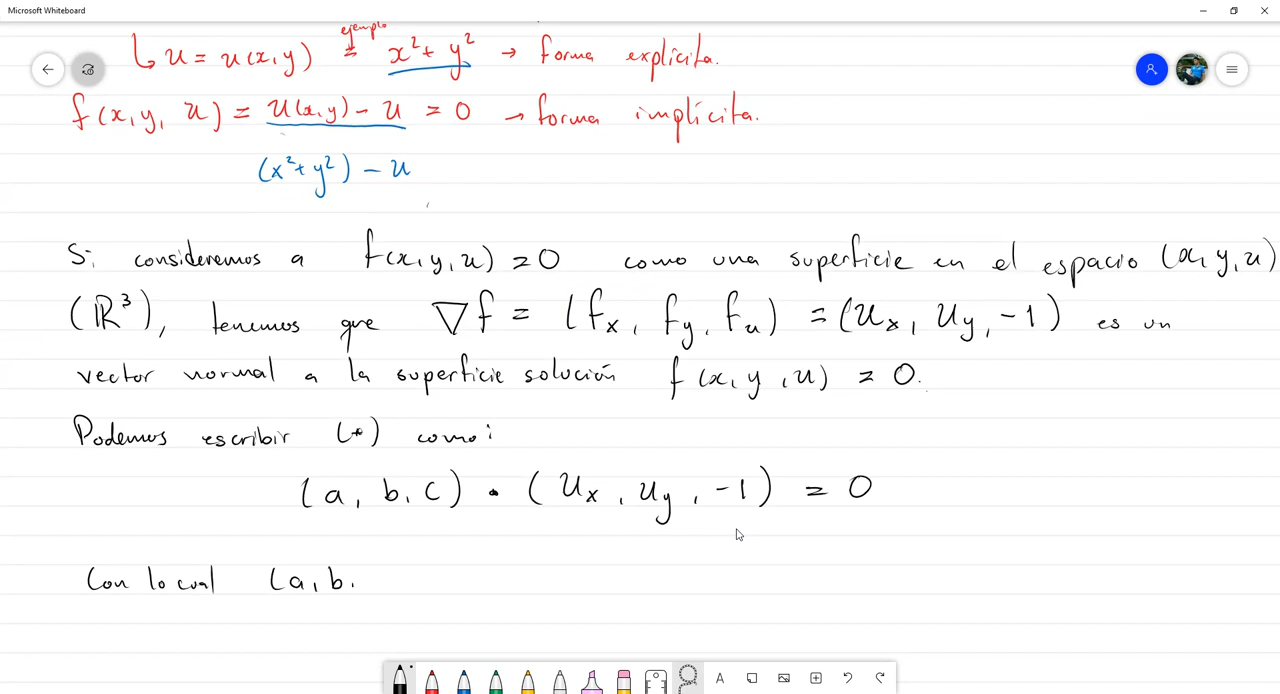 Microsoft Whiteboard
ejemplo
↳ u = u(x,y) = x² + y² → forma explícita.
f(x,y, u) = u(x,y) - u = 0 → forma implícita.
(x² + y²) - u
Si consideremos a f(x,y,u) = 0 como una superficie en el espacio (x,y,u)
(ℝ³), tenemos que ∇f = (fx, fy, fu) = (ux, uy, -1) es un
vector normal a la superficie solución f(x,y,u) = 0.
Podemos escribir (*) como:
(a, b, c) · (ux, uy, -1) = 0
Con lo cual (a, b,
A